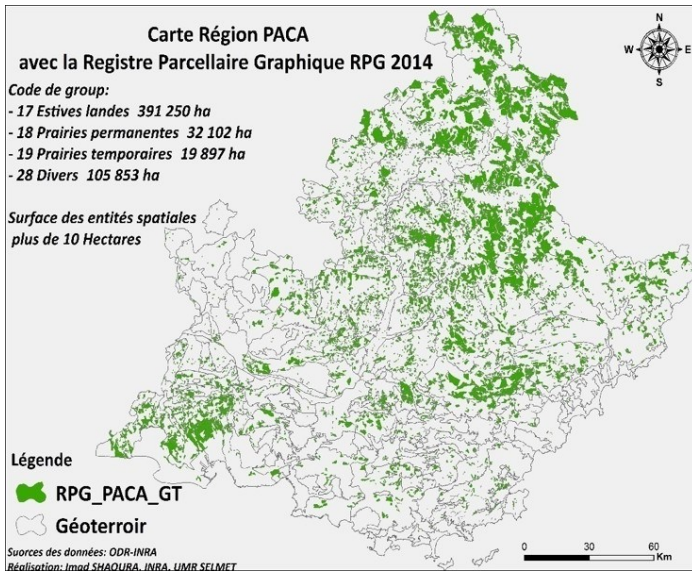 Carte Région PACA
avec la Registre Parcellaire Graphique RPG 2014
Code de group:
- 17 Estives landes 391 250 ha
- 18 Prairies permanentes 32 102 ha
- 19 Prairies temporaires 19 897 ha
- 28 Divers 105 853 ha
Surface des entités spatiales
plus de 10 Hectares
N
W E
S
Légende
RPG_PACA_GT
Géoterroir
Suorces des données: ODR-INRA
Réalisation: Imad SHAQURA, INRA, UMR SELMET
0 30 60
Km